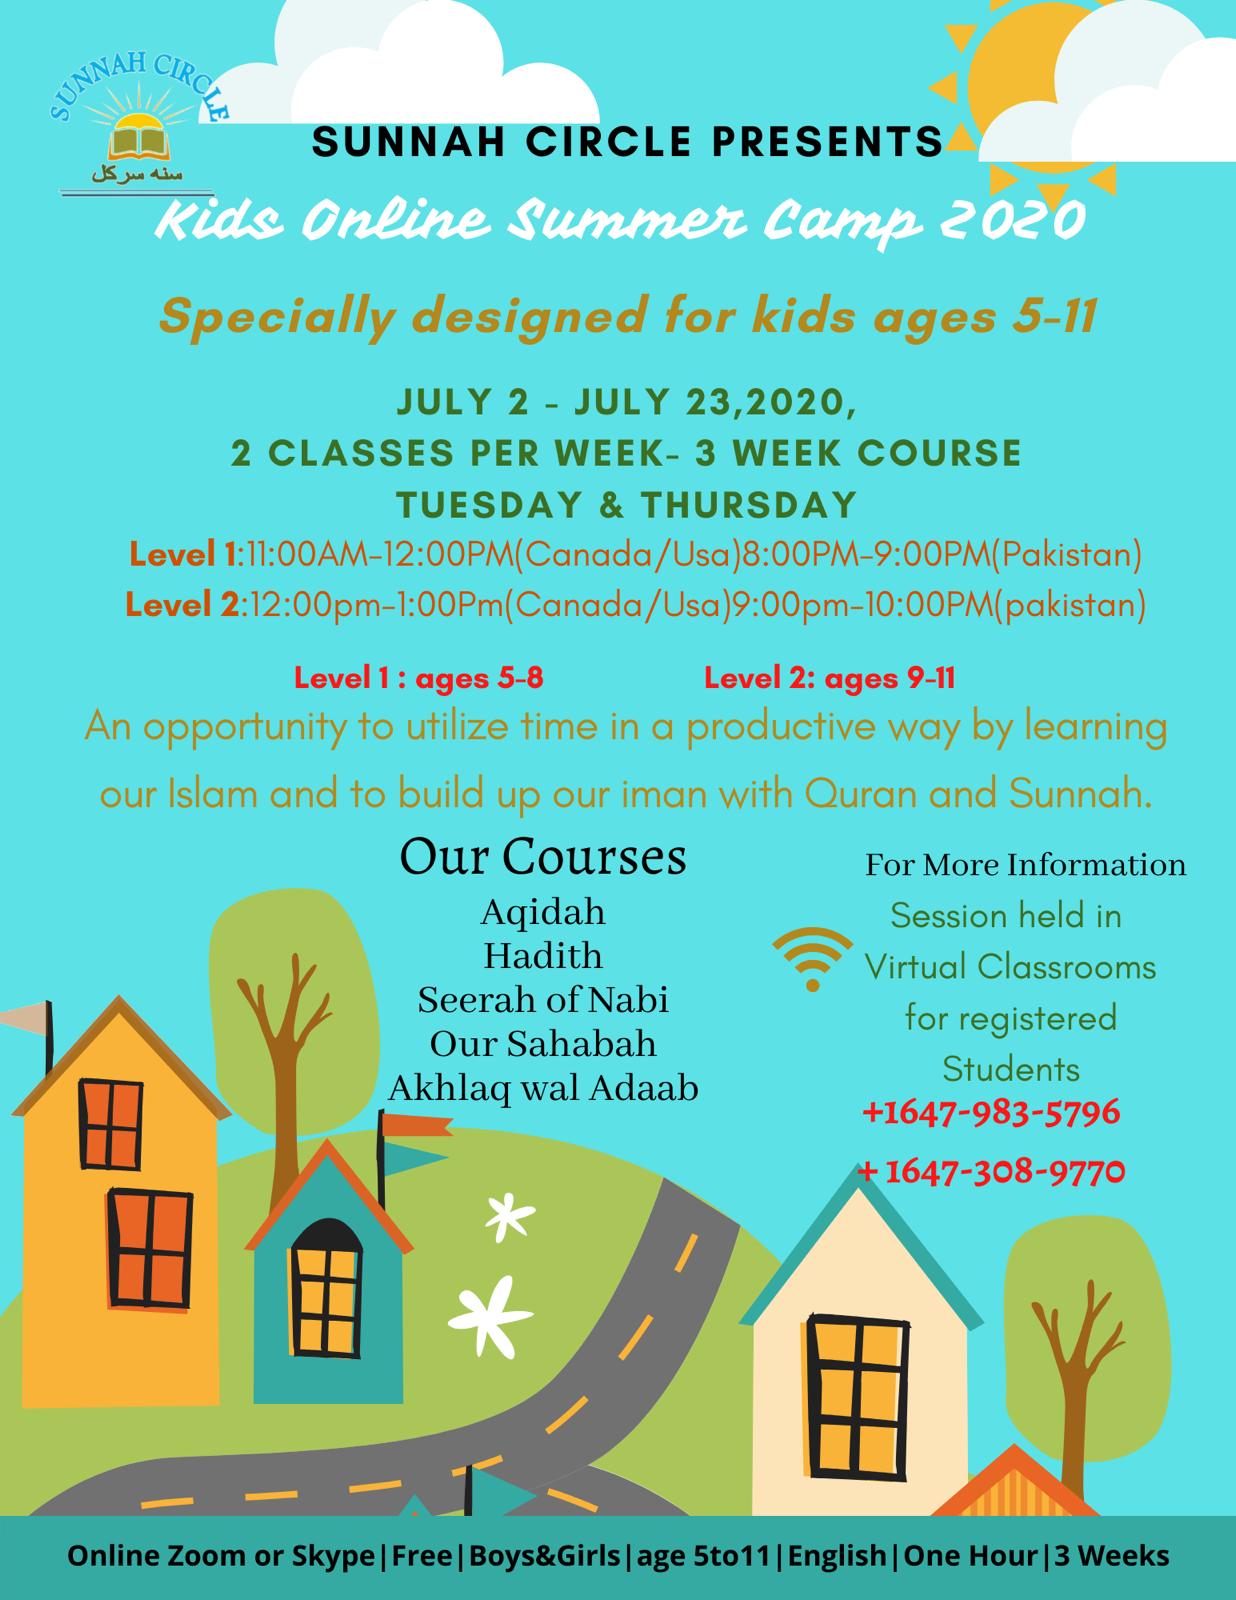 SUNNAH CIRCLE
سنه سركل
SUNNAH CIRCLE PRESENTS
Kids Online Summer Camp 2020
Specially designed for kids ages 5-11
JULY 2 - JULY 23,2020,
2 CLASSES PER WEEK- 3 WEEK COURSE
TUESDAY & THURSDAY
Level 1:11:00AM-12:00PM(Canada/Usa)8:00PM-9:00PM(Pakistan)
Level 2:12:00pm-1:00Pm(Canada/Usa)9:00pm-10:00PM(pakistan)
Level 1 : ages 5-8
Level 2: ages 9-11
An opportunity to utilize time in a productive way by learning
our Islam and to build up our iman with Quran and Sunnah.
Our Courses
Aqidah
Hadith
Seerah of Nabi
Our Sahabah
Akhlaq wal Adaab
For More Information
Session held in
Virtual Classrooms
for registered
Students
+1647-983-5796
+ 1647-308-9770
Online Zoom or Skype|Free|Boys&Girls|age 5to11|English|One Hour|3 Weeks